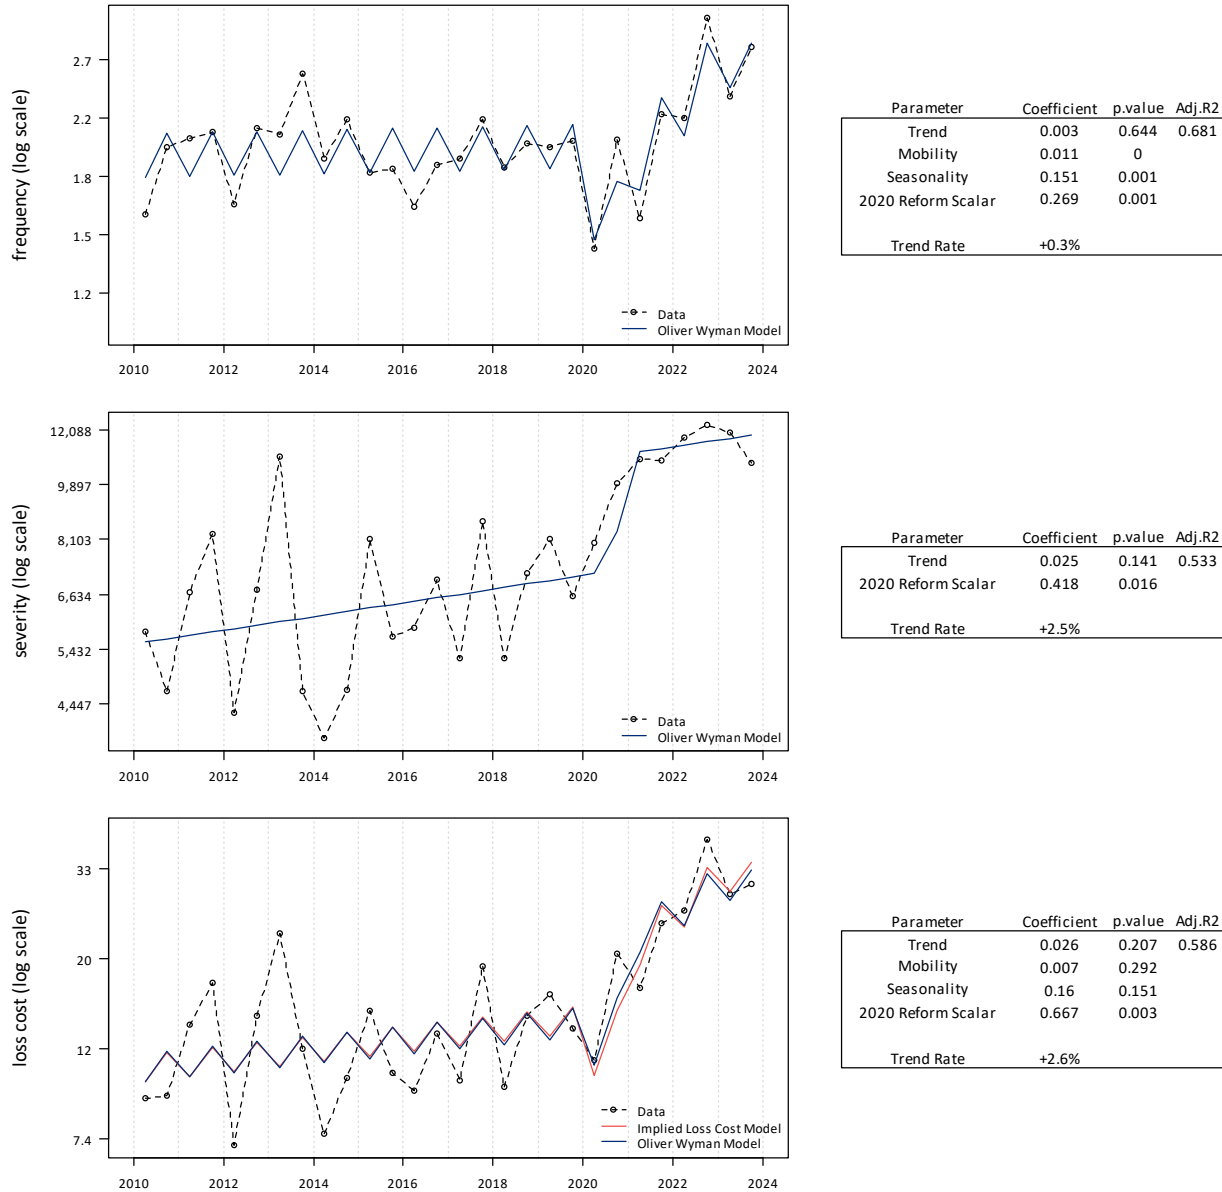 frequency (log scale)
2.7
2.2
1.8
1.5
1.2
Data
Oliver Wyman Model
2010 2012 2014 2016 2018 2020 2022 2024
Parameter Coefficient p.value Adj.R2
Trend 0.003 0.644 0.681
Mobility 0.011 0
Seasonality 0.151 0.001
2020 Reform Scalar 0.269 0.001
Trend Rate +0.3%
severity (log scale)
12,088
9,897
8,103
6,634
5,432
4,447
Data
Oliver Wyman Model
2010 2012 2014 2016 2018 2020 2022 2024
Parameter Coefficient p.value Adj.R2
Trend 0.025 0.141 0.533
2020 Reform Scalar 0.418 0.016
Trend Rate +2.5%
loss cost (log scale)
33
20
12
7.4
Data
Implied Loss Cost Model
Oliver Wyman Model
2010 2012 2014 2016 2018 2020 2022 2024
Parameter Coefficient p.value Adj.R2
Trend 0.026 0.207 0.586
Mobility 0.007 0.292
Seasonality 0.16 0.151
2020 Reform Scalar 0.667 0.003
Trend Rate +2.6%